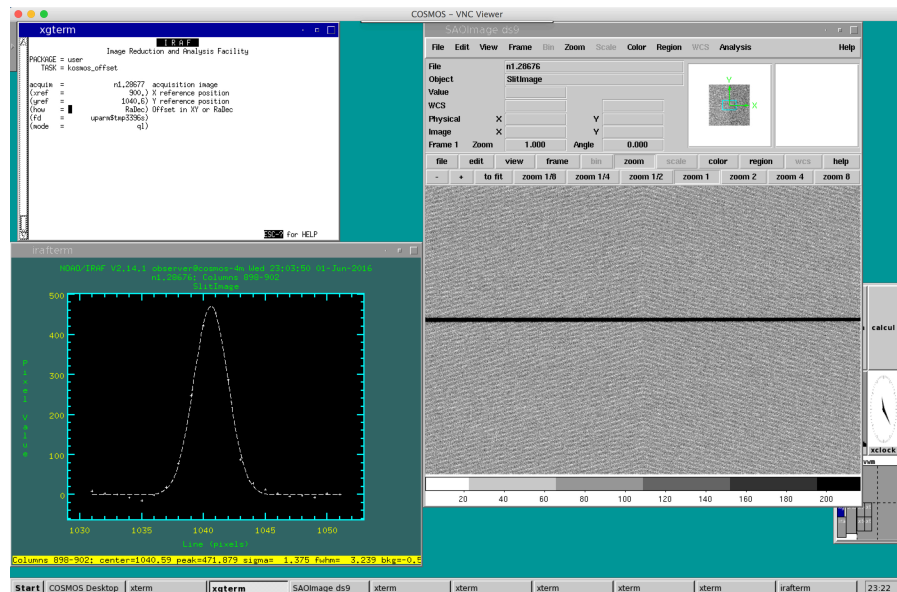 COSMOS - VNC Viewer
xgterm
I R A F
Image Reduction and Analysis Facility
PACKAGE = user
TASK = kosmos_offset
acquim = n1.28677 acquisition image
(xref = 900.) X reference position
(yref = 1040.6) Y reference position
(how = RaDec) Offset in XY or RaDec
(fd = uparm$tmp3396s)
(mode = ql)
ESC-? for HELP
SAOImage ds9
File Edit View Frame Bin Zoom Scale Color Region WCS Analysis Help
File n1.28676
Object SlitImage
Value
WCS
Physical X Y
Image X Y
Frame 1 Zoom 1.000 Angle 0.000
Y
X
file edit view frame bin zoom scale color region wcs help
- + to fit zoom 1/8 zoom 1/4 zoom 1/2 zoom 1 zoom 2 zoom 4 zoom 8
20 40 60 80 100 120 140 160 180 200
irafterm
NOAO/IRAF V2.14.1 observer@cosmos-4m Wed 23:03:50 01-Jun-2016
n1.28676: Columns 898-902
SlitImage
500
400
300
200
100
0
Pixel Value
1030 1035 1040 1045 1050
Line (pixels)
Columns 898-902: center=1040.59 peak=471.879 sigma= 1.375 fwhm= 3.239 bkg=-0.5
calcul
xclock
Start COSMOS Desktop xterm xgterm SAOImage ds9 xterm xterm xterm xterm xterm irafterm 23:22